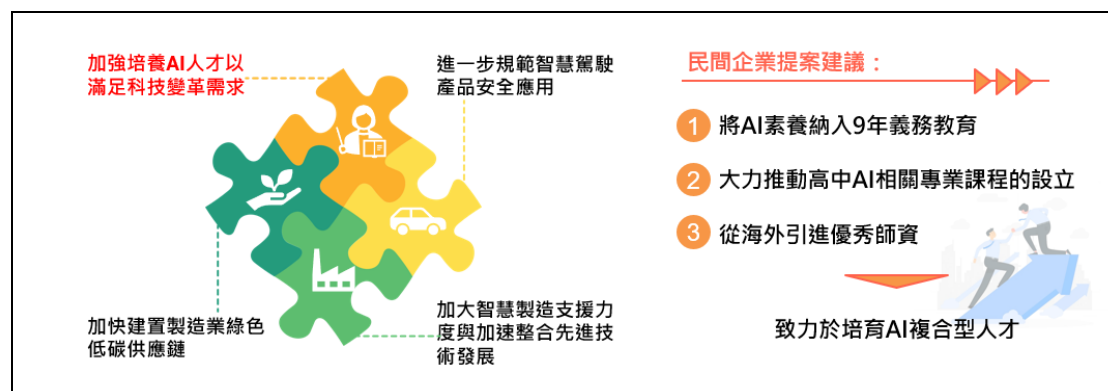 加強培養AI人才以
滿足科技變革需求
進一步規範智慧駕駛
產品安全應用
加快建置製造業綠色
低碳供應鏈
加大智慧製造支援力
度與加速整合先進技
術發展
民間企業提案建議：
1 將AI素養納入9年義務教育
2 大力推動高中AI相關專業課程的設立
3 從海外引進優秀師資
致力於培育AI複合型人才